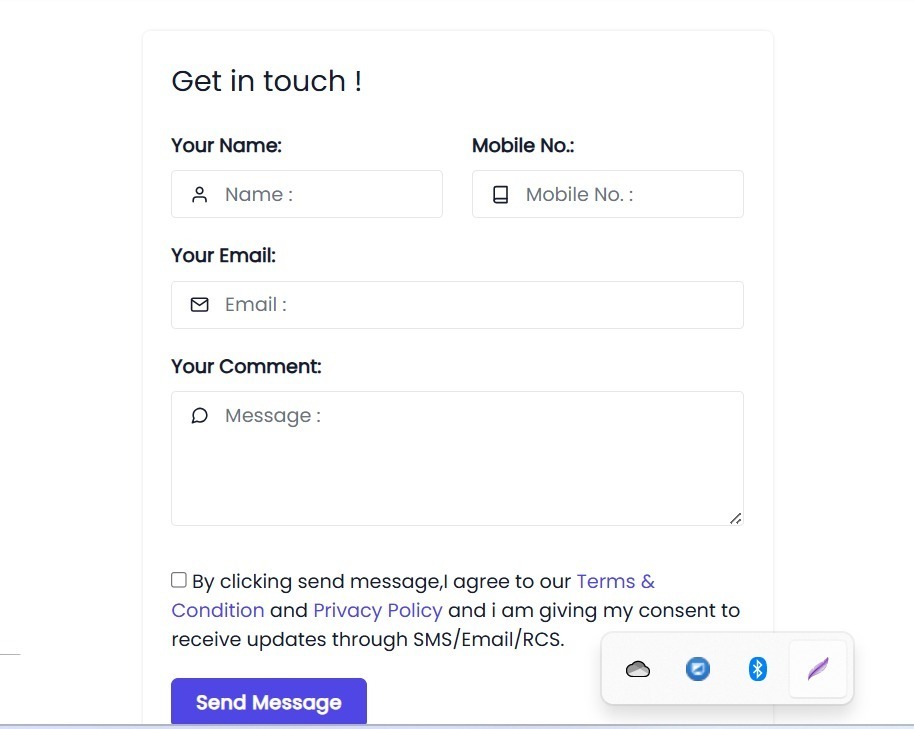 Get in touch !
Your Name: Mobile No.:
Name : Mobile No. :
Your Email:
Email :
Your Comment:
Message :
By clicking send message,I agree to our Terms &
Condition and Privacy Policy and i am giving my consent to
receive updates through SMS/Email/RCS.
Send Message